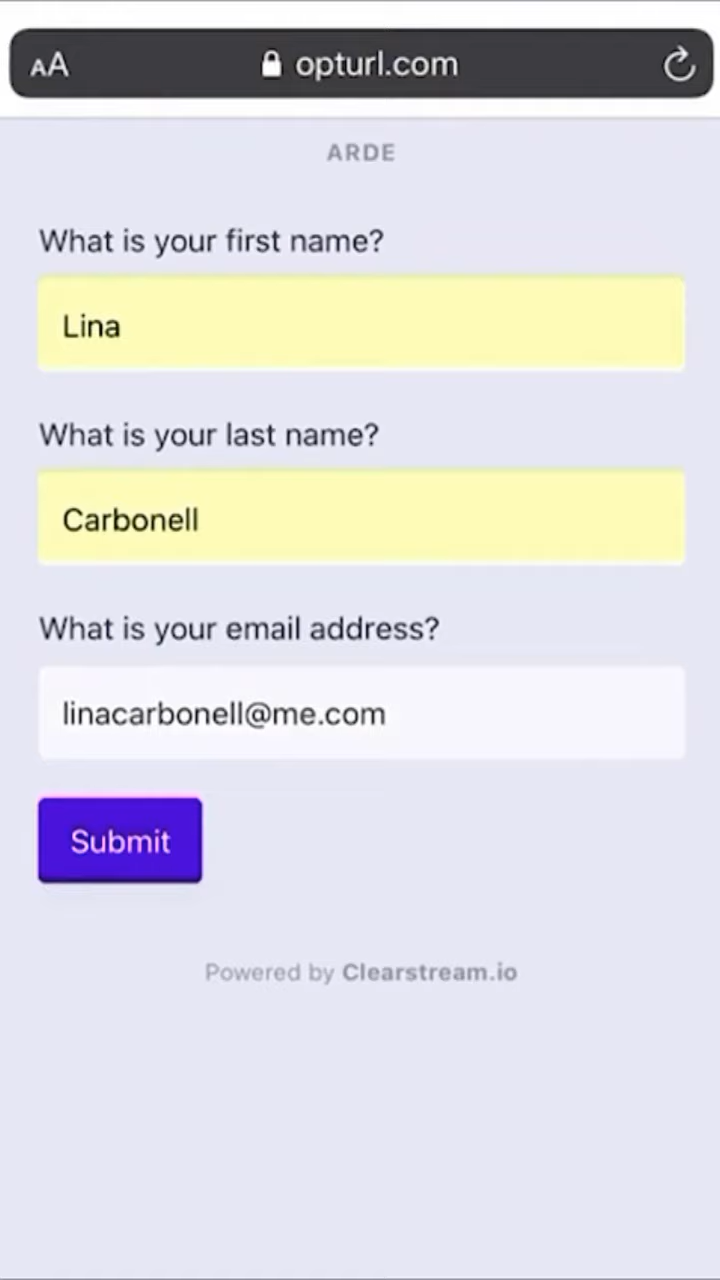 AA
opturl.com
ARDE
What is your first name?
Lina
What is your last name?
Carbonell
What is your email address?
linacarbonell@me.com
Submit
Powered by Clearstream.io